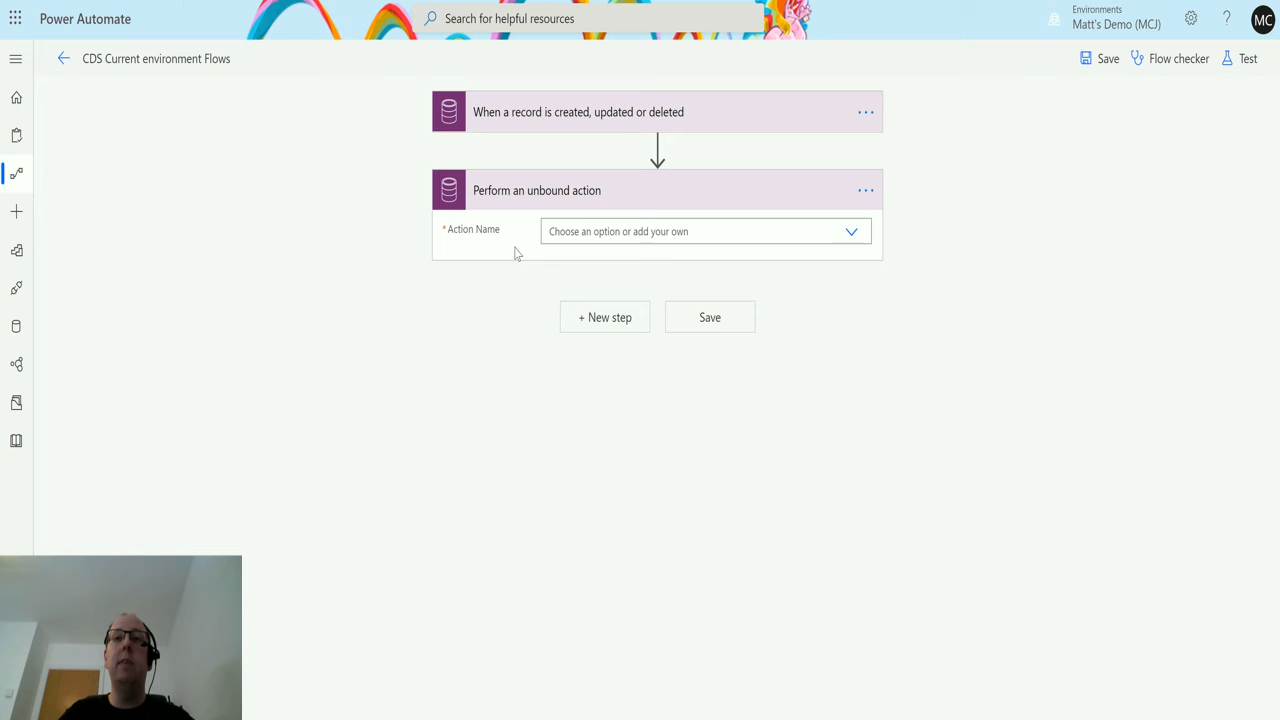 Power Automate
Search for helpful resources
Environments
Matt's Demo (MCJ)
?
MC
CDS Current environment Flows
Save
Flow checker
Test
When a record is created, updated or deleted
...
Perform an unbound action
...
* Action Name
Choose an option or add your own
+ New step
Save